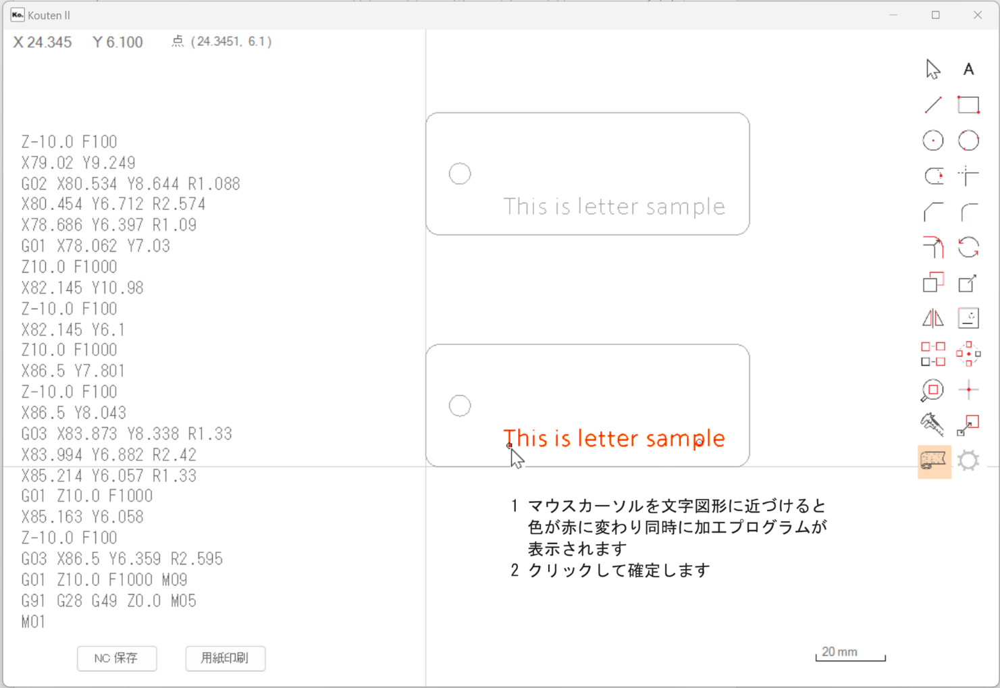 Ko. Kouten II
X 24.345 Y 6.100 点 (24.3451, 6.1)
A
Z-10.0 F100
X79.02 Y9.249
G02 X80.534 Y8.644 R1.088
X80.454 Y6.712 R2.574
X78.686 Y6.397 R1.09
G01 X78.062 Y7.03
Z10.0 F1000
X82.145 Y10.98
Z-10.0 F100
X82.145 Y6.1
Z10.0 F1000
X86.5 Y7.801
Z-10.0 F100
X86.5 Y8.043
G03 X83.873 Y8.338 R1.33
X83.994 Y6.882 R2.42
X85.214 Y6.057 R1.33
G01 Z10.0 F1000
X85.163 Y6.058
Z-10.0 F100
G03 X86.5 Y6.359 R2.595
G01 Z10.0 F1000 M09
G91 G28 G49 Z0.0 M05
M01
NC 保存 用紙印刷
This is letter sample
This is letter sample
1 マウスカーソルを文字図形に近づけると
色が赤に変わり同時に加工プログラムが
表示されます
2 クリックして確定します
20 mm